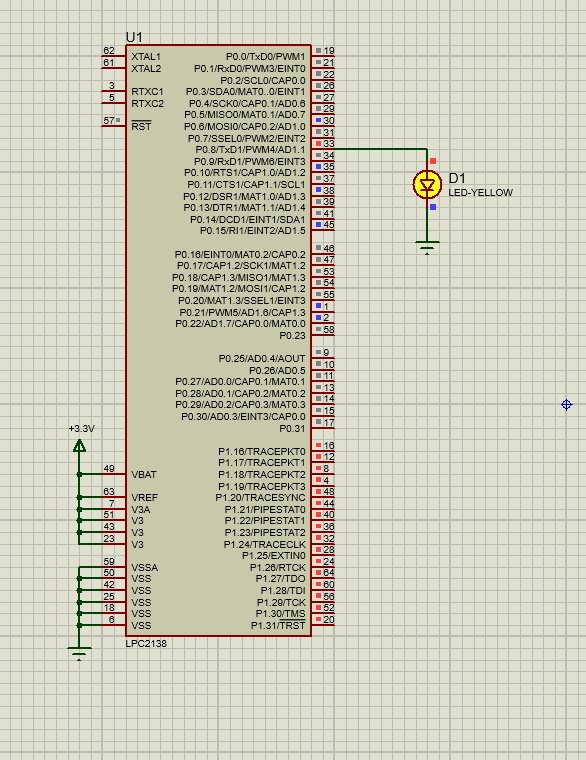 U1
62 XTAL1
61 XTAL2
3 RTXC1
5 RTXC2
57 RST
P0.0/TxD0/PWM1 19
P0.1/RxD0/PWM3/EINT0 21
P0.2/SCL0/CAP0.0 22
P0.3/SDA0/MAT0..0/EINT1 26
P0.4/SCK0/CAP0.1/AD0.6 27
P0.5/MISO0/MAT0.1/AD0.7 29
P0.6/MOSI0/CAP0.2/AD1.0 30
P0.7/SSEL0/PWM2/EINT2 31
P0.8/TxD1/PWM4/AD1.1 33
P0.9/RxD1/PWM6/EINT3 34
P0.10/RTS1/CAP1.0/AD1.2 35
P0.11/CTS1/CAP1.1/SCL1 37
P0.12/DSR1/MAT1.0/AD1.3 38
P0.13/DTR1/MAT1.1/AD1.4 39
P0.14/DCD1/EINT1/SDA1 41
P0.15/RI1/EINT2/AD1.5 45
P0.16/EINT0/MAT0.2/CAP0.2 46
P0.17/CAP1.2/SCK1/MAT1.2 47
P0.18/CAP1.3/MISO1/MAT1.3 53
P0.19/MAT1.2/MOSI1/CAP1.2 54
P0.20/MAT1.3/SSEL1/EINT3 55
P0.21/PWM5/AD1.6/CAP1.3 1
P0.22/AD1.7/CAP0.0/MAT0.0 2
P0.23 58
P0.25/AD0.4/AOUT 9
P0.26/AD0.5 10
P0.27/AD0.0/CAP0.1/MAT0.1 11
P0.28/AD0.1/CAP0.2/MAT0.2 13
P0.29/AD0.2/CAP0.3/MAT0.3 14
P0.30/AD0.3/EINT3/CAP0.0 15
P0.31 17
P1.16/TRACEPKT0 16
P1.17/TRACEPKT1 12
P1.18/TRACEPKT2 8
P1.19/TRACEPKT3 4
P1.20/TRACESYNC 48
P1.21/PIPESTAT0 44
P1.22/PIPESTAT1 40
P1.23/PIPESTAT2 36
P1.24/TRACECLK 32
P1.25/EXTIN0 28
P1.26/RTCK 24
P1.27/TDO 64
P1.28/TDI 60
P1.29/TCK 56
P1.30/TMS 52
P1.31/TRST 20
+3.3V
49 VBAT
63 VREF
7 V3A
51 V3
43 V3
23 V3
59 VSSA
50 VSS
42 VSS
25 VSS
18 VSS
6 VSS
LPC2138
D1
LED-YELLOW